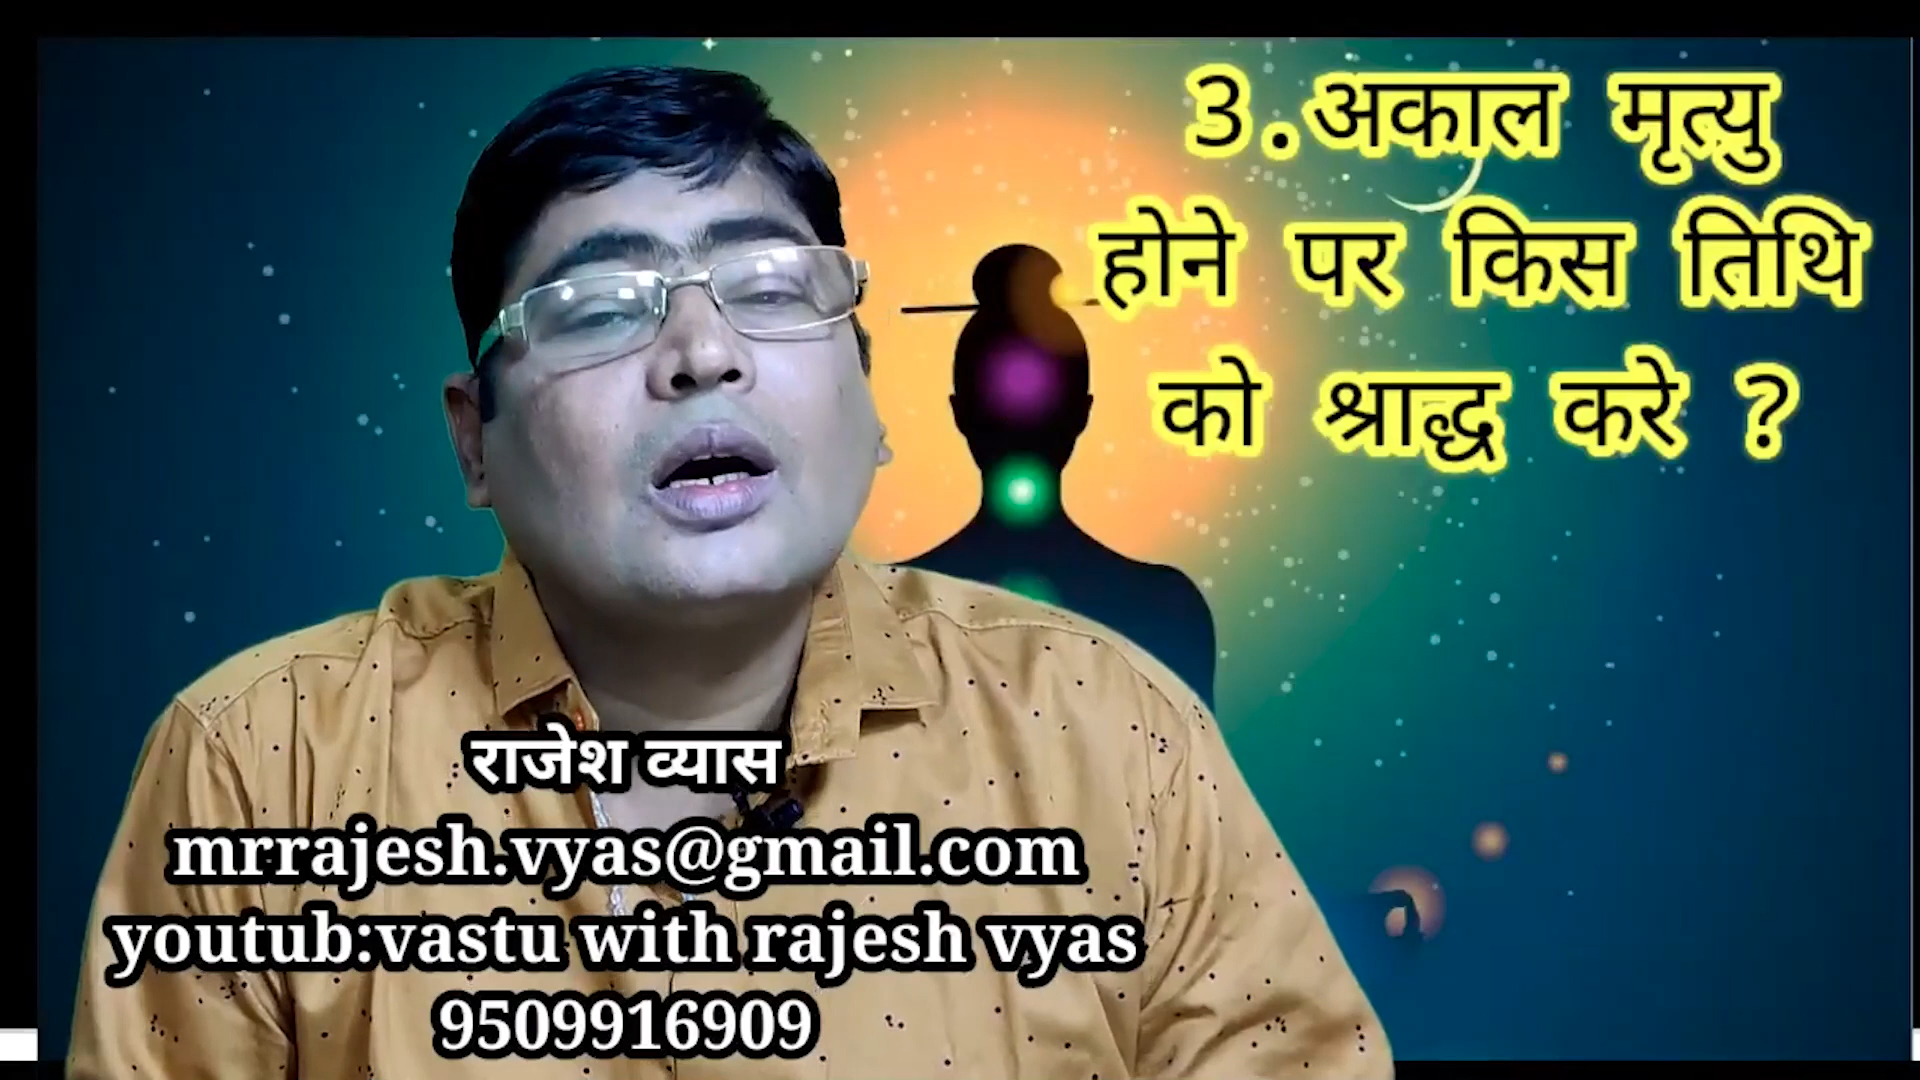 3.अकाल मृत्यु
होने पर किस तिथि
को श्राद्ध करे ?
राजेश व्यास
mrrajesh.vyas@gmail.com
youtub:vastu with rajesh vyas
9509916909